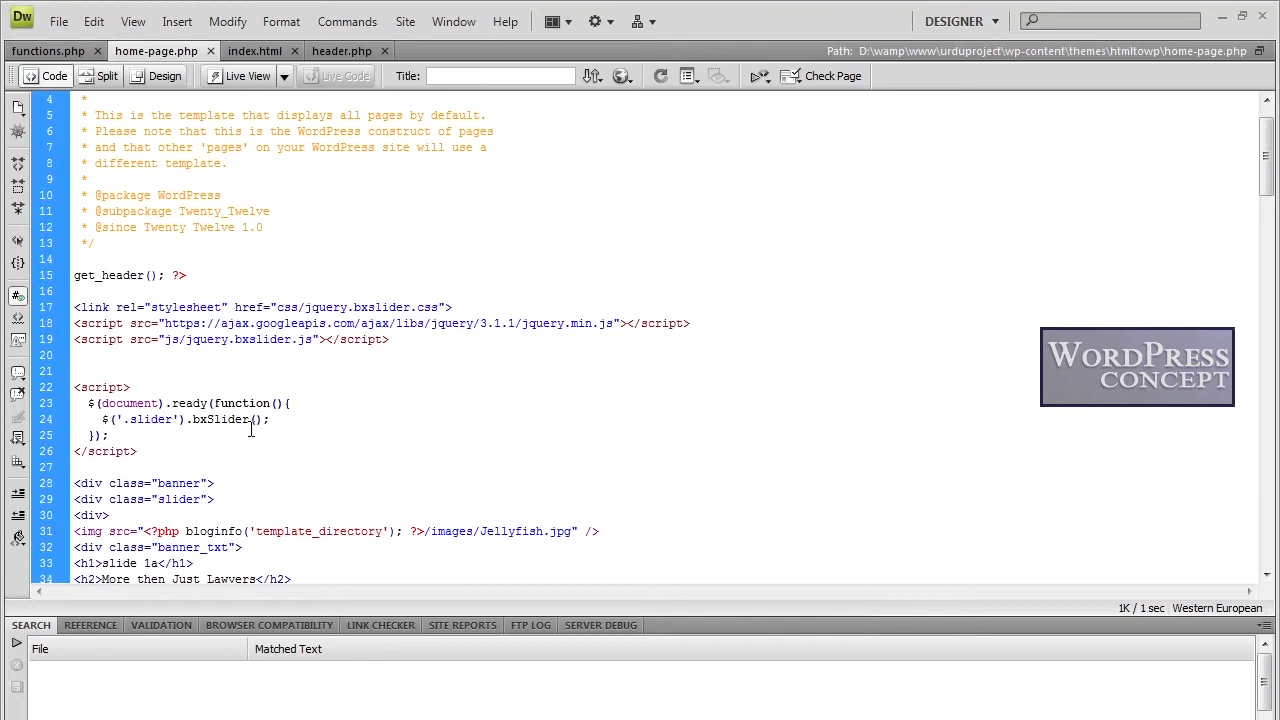 Dw File Edit View Insert Modify Format Commands Site Window Help DESIGNER
functions.php home-page.php index.html header.php Path: D:\wamp\www\urduproject\wp-content\themes\htmltowp\home-page.php
Code Split Design Live View Live Code Title: Check Page
4 *
5 * This is the template that displays all pages by default.
6 * Please note that this is the WordPress construct of pages
7 * and that other 'pages' on your WordPress site will use a
8 * different template.
9 *
10 * @package WordPress
11 * @subpackage Twenty_Twelve
12 * @since Twenty Twelve 1.0
13 */
14
15 get_header(); ?>
16
17 <link rel="stylesheet" href="css/jquery.bxslider.css">
18 <script src="https://ajax.googleapis.com/ajax/libs/jquery/3.1.1/jquery.min.js"></script>
19 <script src="js/jquery.bxslider.js"></script>
20
21
22 <script>
23 $(document).ready(function(){
24 $('.slider').bxSlider();
25 });
26 </script>
27
28 <div class="banner">
29 <div class="slider">
30 <div>
31 <img src="<?php bloginfo('template_directory'); ?>/images/Jellyfish.jpg" />
32 <div class="banner_txt">
33 <h1>slide 1a</h1>
34 <h2>More then Just Lawyers</h2>
WORDPRESS
CONCEPT
1K / 1 sec Western European
SEARCH REFERENCE VALIDATION BROWSER COMPATIBILITY LINK CHECKER SITE REPORTS FTP LOG SERVER DEBUG
File Matched Text